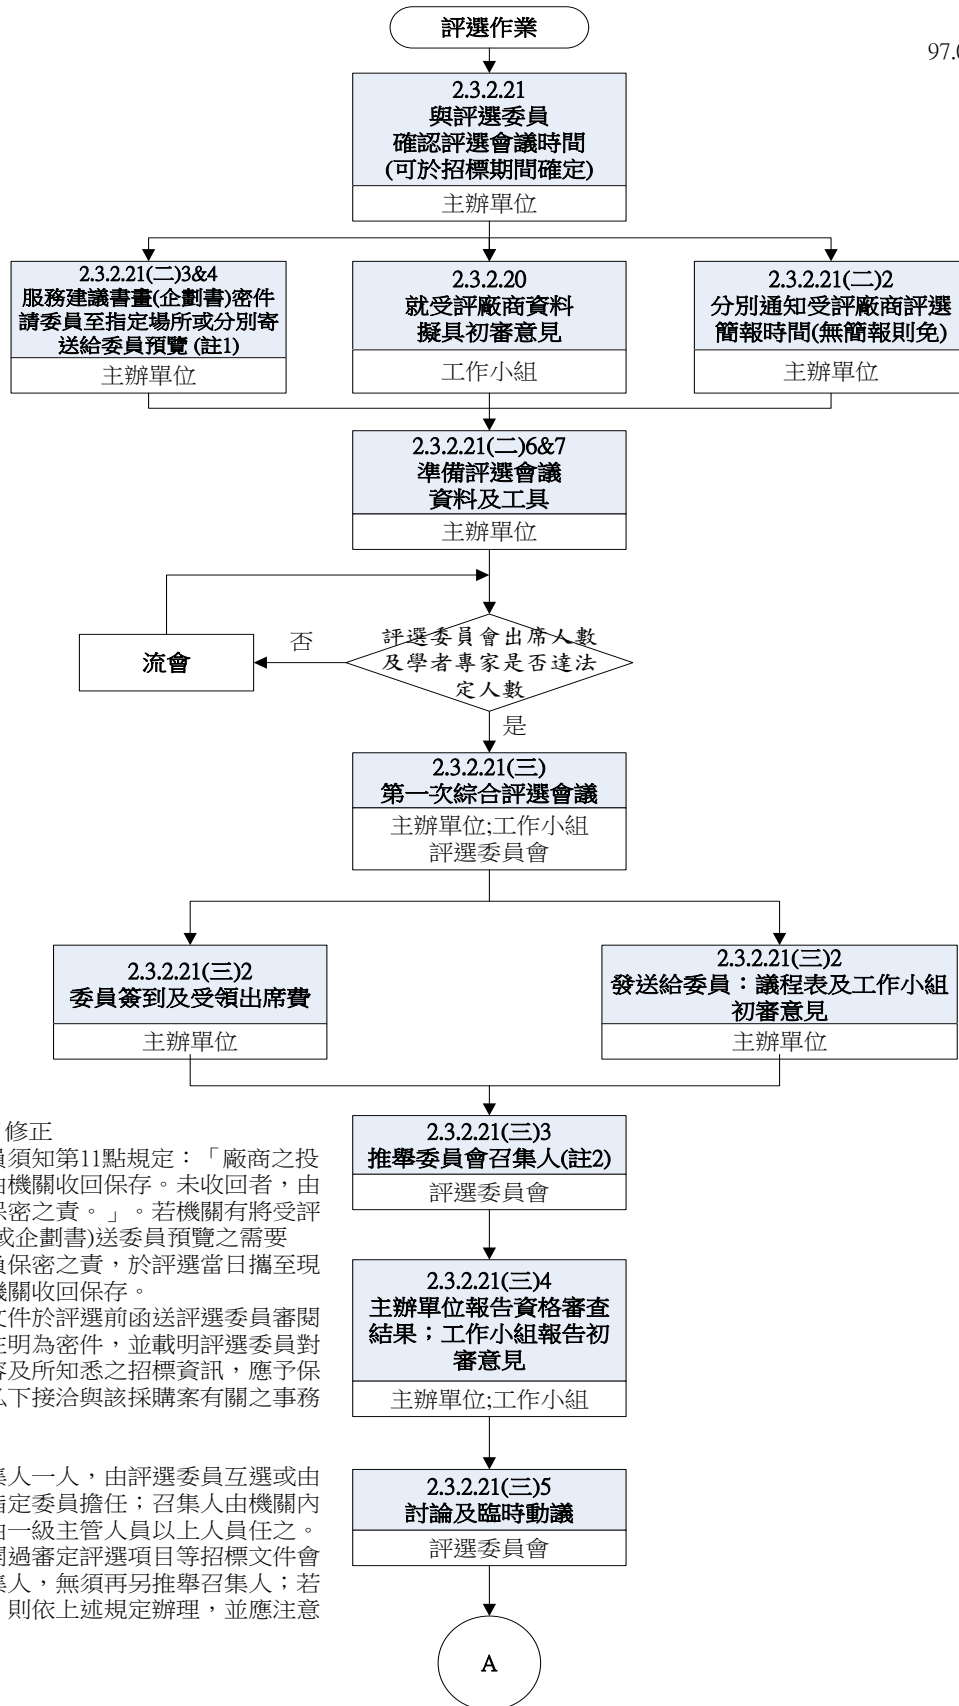 評選作業
97.0
2.3.2.21
與評選委員
確認評選會議時間
(可於招標期間確定)
主辦單位
2.3.2.21(二)3&4
服務建議書畫(企劃書)密件
請委員至指定場所或分別寄
送給委員預覽 (註1)
主辦單位
2.3.2.20
就受評廠商資料
擬具初審意見
工作小組
2.3.2.21(二)2
分別通知受評廠商評選
簡報時間(無簡報則免)
主辦單位
2.3.2.21(二)6&7
準備評選會議
資料及工具
主辦單位
評選委員會出席人數
及學者專家是否達法
定人數
否
流會
是
2.3.2.21(三)
第一次綜合評選會議
主辦單位;工作小組
評選委員會
2.3.2.21(三)2
委員簽到及受領出席費
主辦單位
2.3.2.21(三)2
發送給委員：議程表及工作小組
初審意見
主辦單位
2.3.2.21(三)3
推舉委員會召集人(註2)
評選委員會
2.3.2.21(三)4
主辦單位報告資格審查
結果；工作小組報告初
審意見
主辦單位;工作小組
2.3.2.21(三)5
討論及臨時動議
評選委員會
A
修正
員須知第11點規定：「廠商之投
由機關收回保存。未收回者，由
保密之責。」。若機關有將受評
或企劃書)送委員預覽之需要
負保密之責，於評選當日攜至現
機關收回保存。
文件於評選前函送評選委員審閱
註明為密件，並載明評選委員對
容及所知悉之招標資訊，應予保
私下接洽與該採購案有關之事務
集人一人，由評選委員互選或由
指定委員擔任；召集人由機關內
由一級主管人員以上人員任之。
開過審定評選項目等招標文件會
集人，無須再另推舉召集人；若
則依上述規定辦理，並應注意